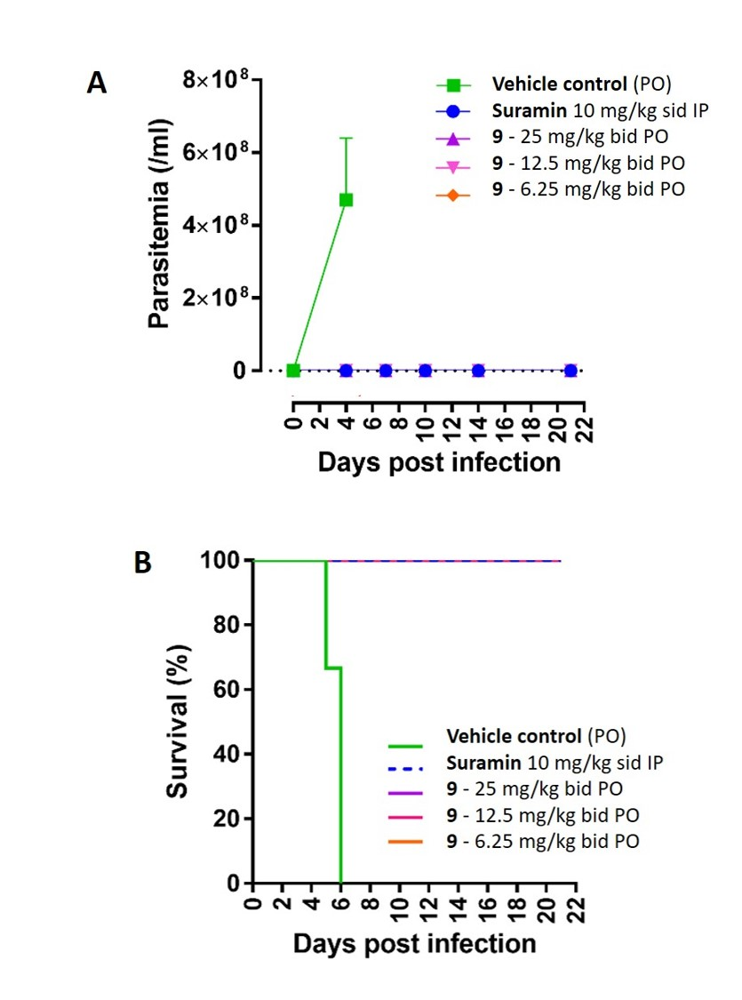 A
Parasitemia (/ml)
8×10⁸
6×10⁸
4×10⁸
2×10⁸
0
Vehicle control (PO)
Suramin 10 mg/kg sid IP
9 - 25 mg/kg bid PO
9 - 12.5 mg/kg bid PO
9 - 6.25 mg/kg bid PO
0 2 4 6 8 10 12 14 16 18 20 22
Days post infection
B
Survival (%)
100
80
60
40
20
0
Vehicle control (PO)
Suramin 10 mg/kg sid IP
9 - 25 mg/kg bid PO
9 - 12.5 mg/kg bid PO
9 - 6.25 mg/kg bid PO
0 2 4 6 8 10 12 14 16 18 20 22
Days post infection